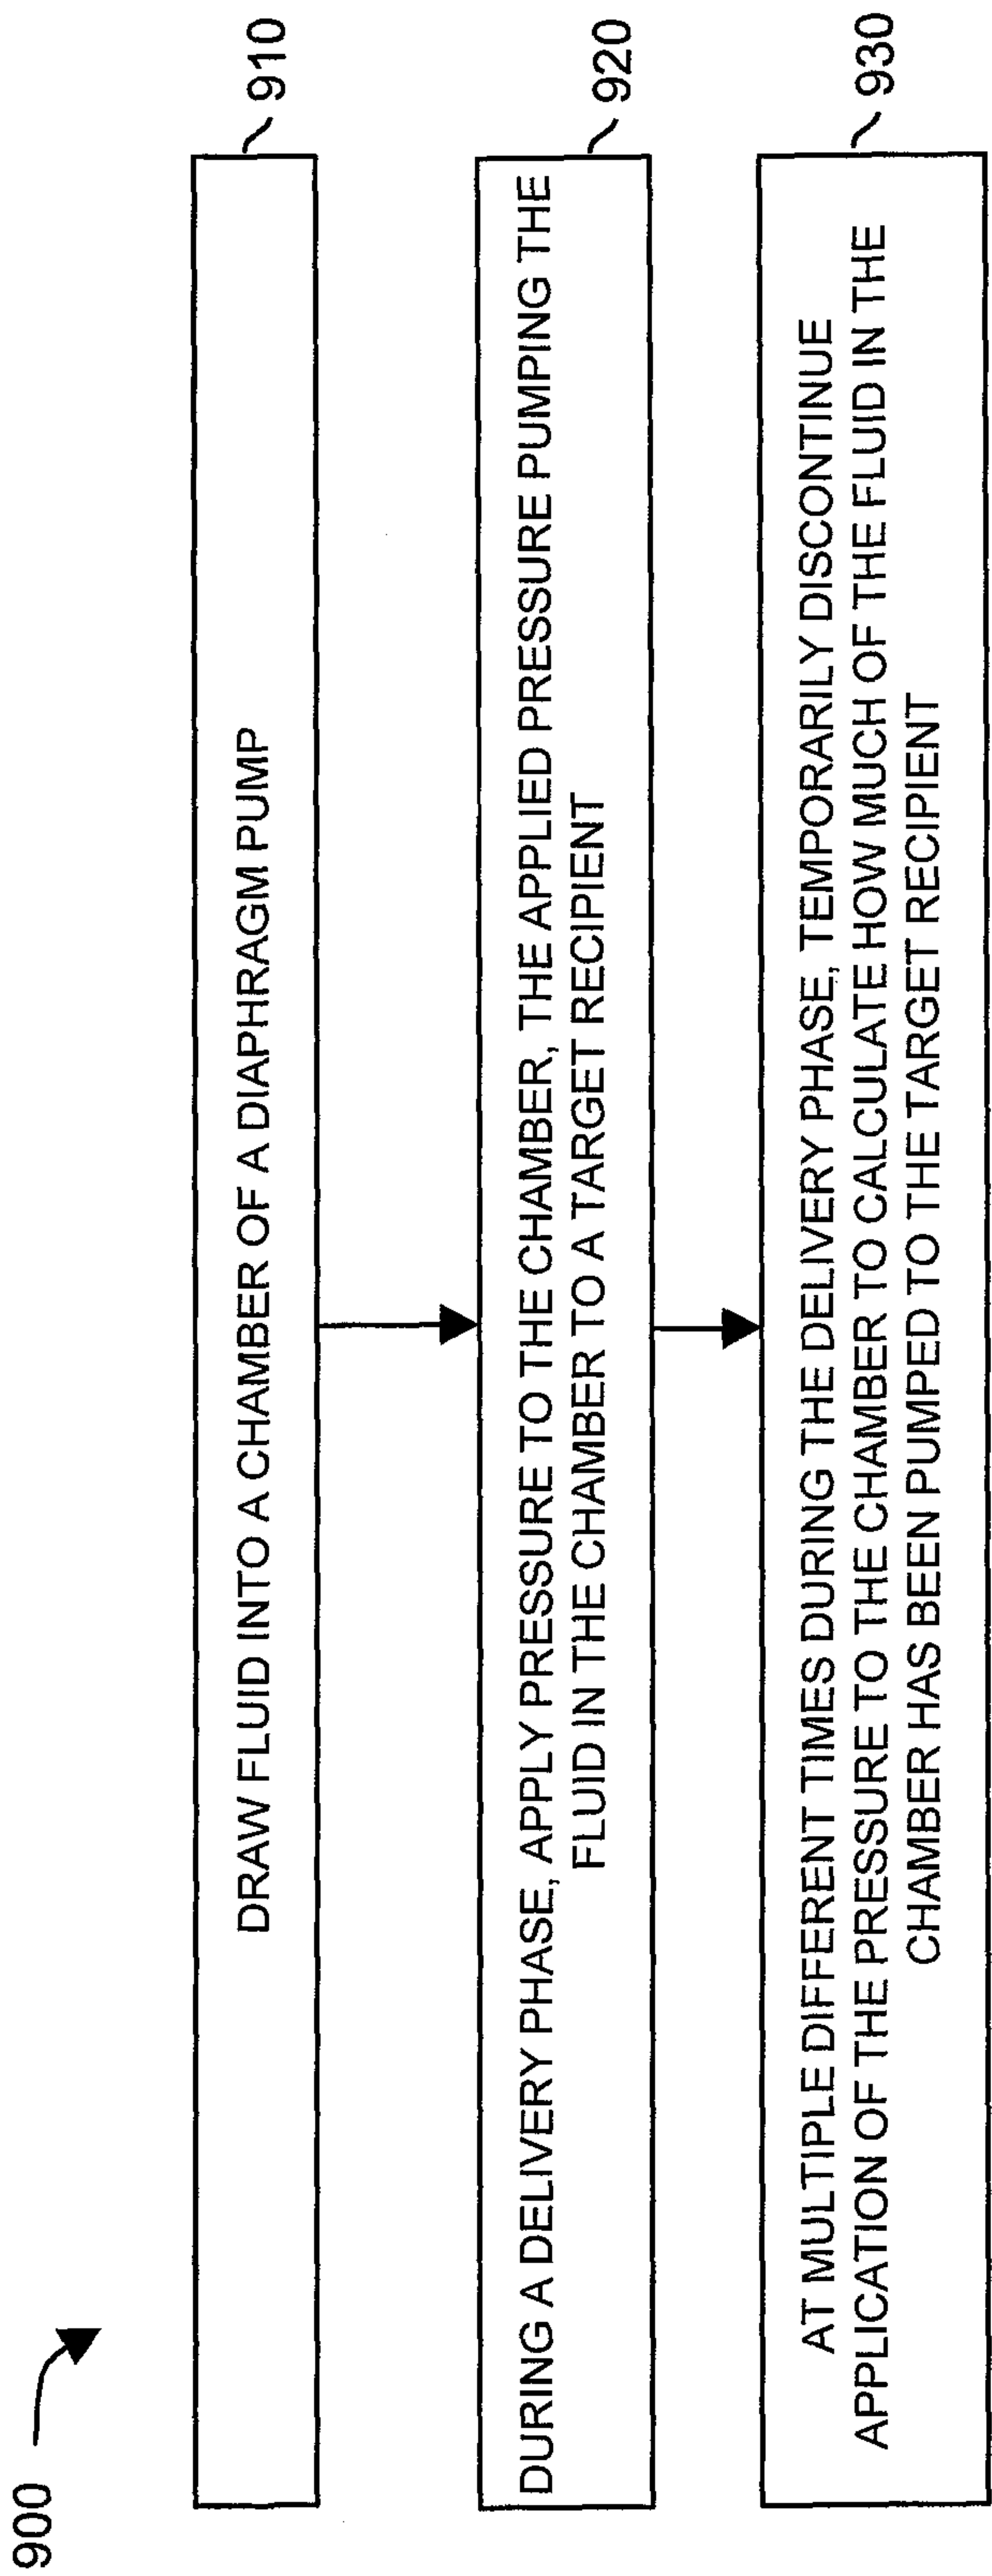 900
DRAW FLUID INTO A CHAMBER OF A DIAPHRAGM PUMP
910
DURING A DELIVERY PHASE, APPLY PRESSURE TO THE CHAMBER, THE APPLIED PRESSURE PUMPING THE
FLUID IN THE CHAMBER TO A TARGET RECIPIENT
920
AT MULTIPLE DIFFERENT TIMES DURING THE DELIVERY PHASE, TEMPORARILY DISCONTINUE
APPLICATION OF THE PRESSURE TO THE CHAMBER TO CALCULATE HOW MUCH OF THE FLUID IN THE
CHAMBER HAS BEEN PUMPED TO THE TARGET RECIPIENT
930